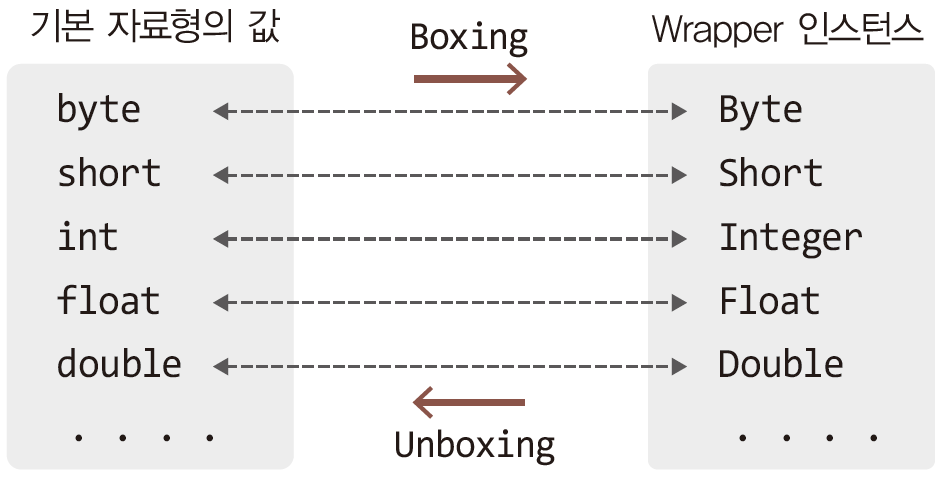 기본 자료형의 값
Boxing
Wrapper 인스턴스
byte
Byte
short
Short
int
Integer
float
Float
double
Double
. . . .
. . . .
Unboxing